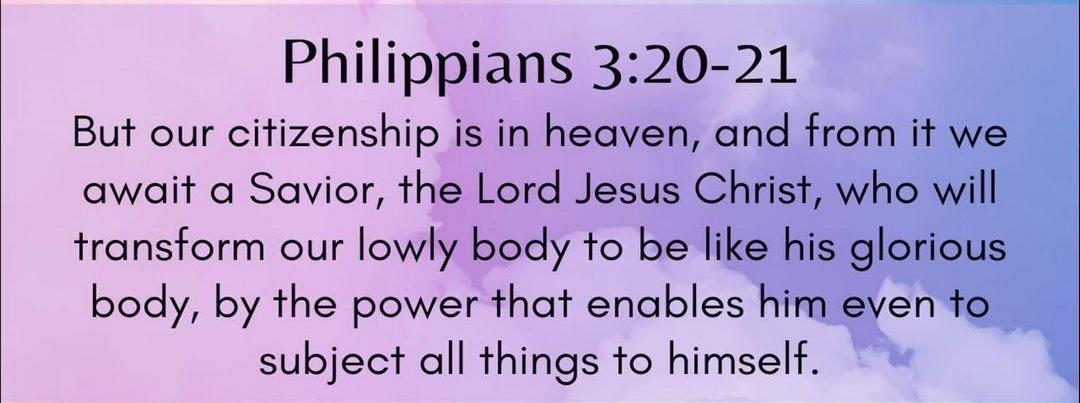 Philippians 3:20-21
But our citizenship is in heaven, and from it we
await a Savior, the Lord Jesus Christ, who will
transform our lowly body to be like his glorious
body, by the power that enables him even to
subject all things to himself.